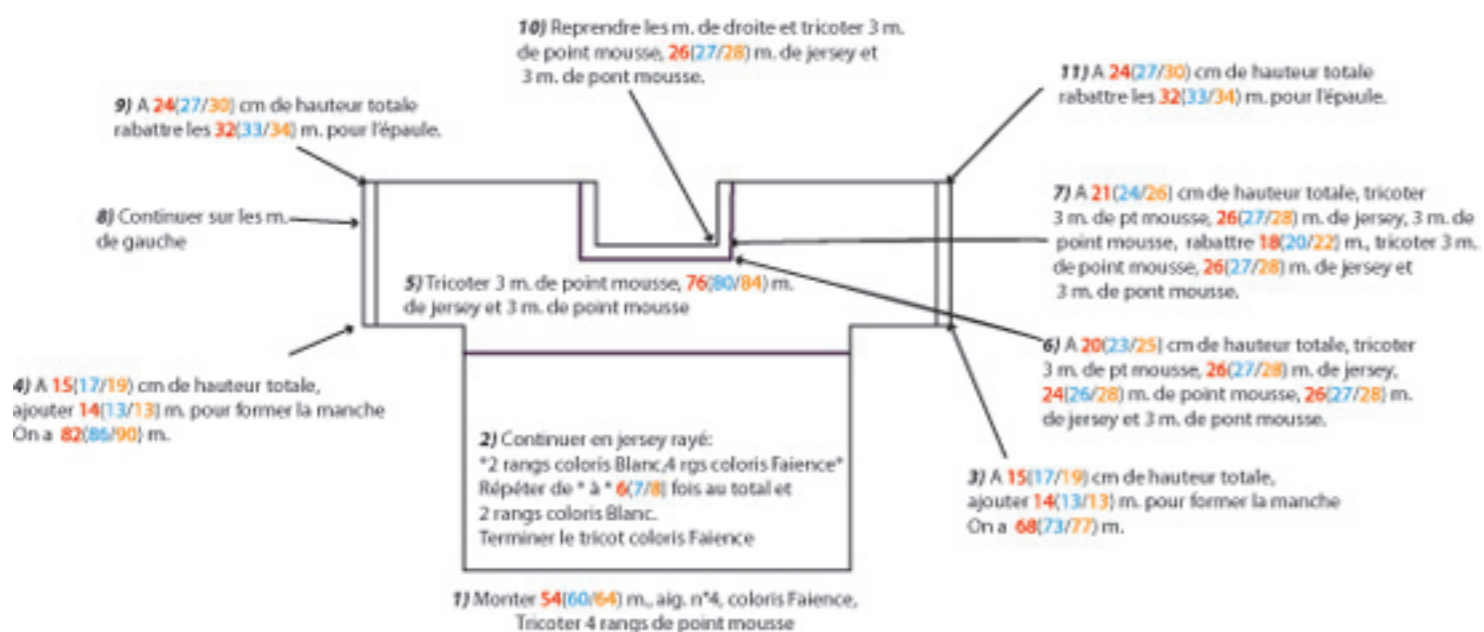 10) Reprendre les m. de droite et tricoter 3 m.
de point mousse, 26(27/28) m. de jersey et
3 m. de pont mousse.
11) A 24(27/30) cm de hauteur totale
rabattre les 32(33/34) m. pour l'épaule.
9) A 24(27/30) cm de hauteur totale
rabattre les 32(33/34) m. pour l'épaule.
7) A 21(24/26) cm de hauteur totale, tricoter
3 m. de pt mousse, 26(27/28) m. de jersey, 3 m. de
point mousse, rabattre 18(20/22) m., tricoter 3 m.
de point mousse, 26(27/28) m. de jersey et
3 m. de pont mousse.
8) Continuer sur les m.
de gauche
5) Tricoter 3 m. de point mousse, 76(80/84) m.
de jersey et 3 m. de point mousse
6) A 20(23/25) cm de hauteur totale, tricoter
3 m. de pt mousse, 26(27/28) m. de jersey,
24(26/28) m. de point mousse, 26(27/28) m.
de jersey et 3 m. de pont mousse.
4) A 15(17/19) cm de hauteur totale,
ajouter 14(13/13) m. pour former la manche
On a 82(86/90) m.
2) Continuer en jersey rayé:
*2 rangs coloris Blanc,4 rgs coloris Faience*
Répéter de * à * 6(7/8) fois au total et
2 rangs coloris Blanc.
Terminer le tricot coloris Faience
3) A 15(17/19) cm de hauteur totale,
ajouter 14(13/13) m. pour former la manche
On a 68(73/77) m.
1) Monter 54(60/64) m., aig. n°4, coloris Faience,
Tricoter 4 rangs de point mousse